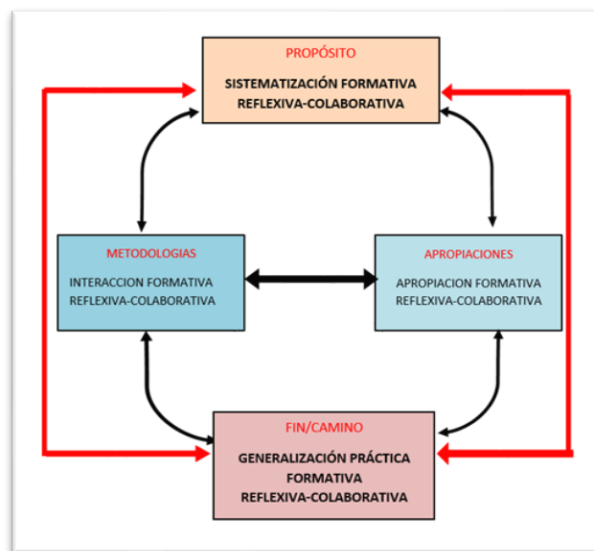 PROPÓSITO
SISTEMATIZACIÓN FORMATIVA
REFLEXIVA-COLABORATIVA
METODOLOGIAS
INTERACCION FORMATIVA
REFLEXIVA-COLABORATIVA
APROPIACIONES
APROPIACION FORMATIVA
REFLEXIVA-COLABORATIVA
FIN/CAMINO
GENERALIZACIÓN PRÁCTICA
FORMATIVA
REFLEXIVA-COLABORATIVA